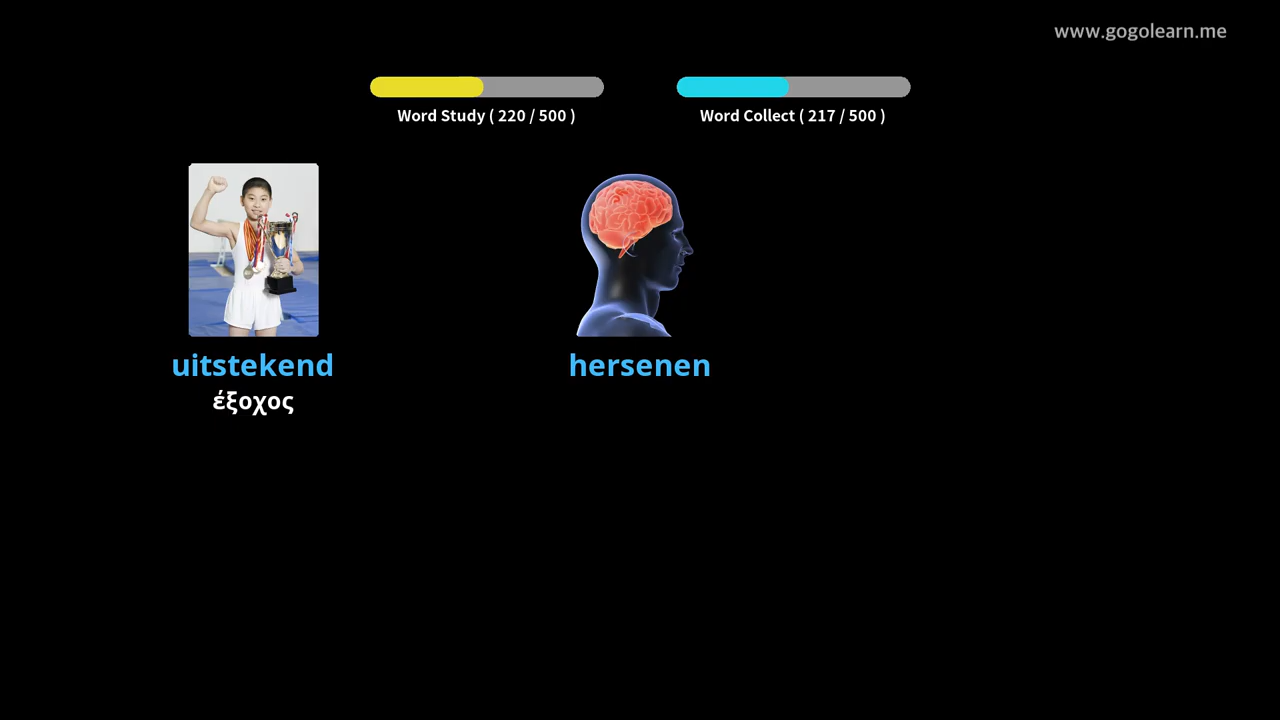 www.gogolearn.me
Word Study ( 220 / 500 )
Word Collect ( 217 / 500 )
uitstekend
έξοχος
hersenen